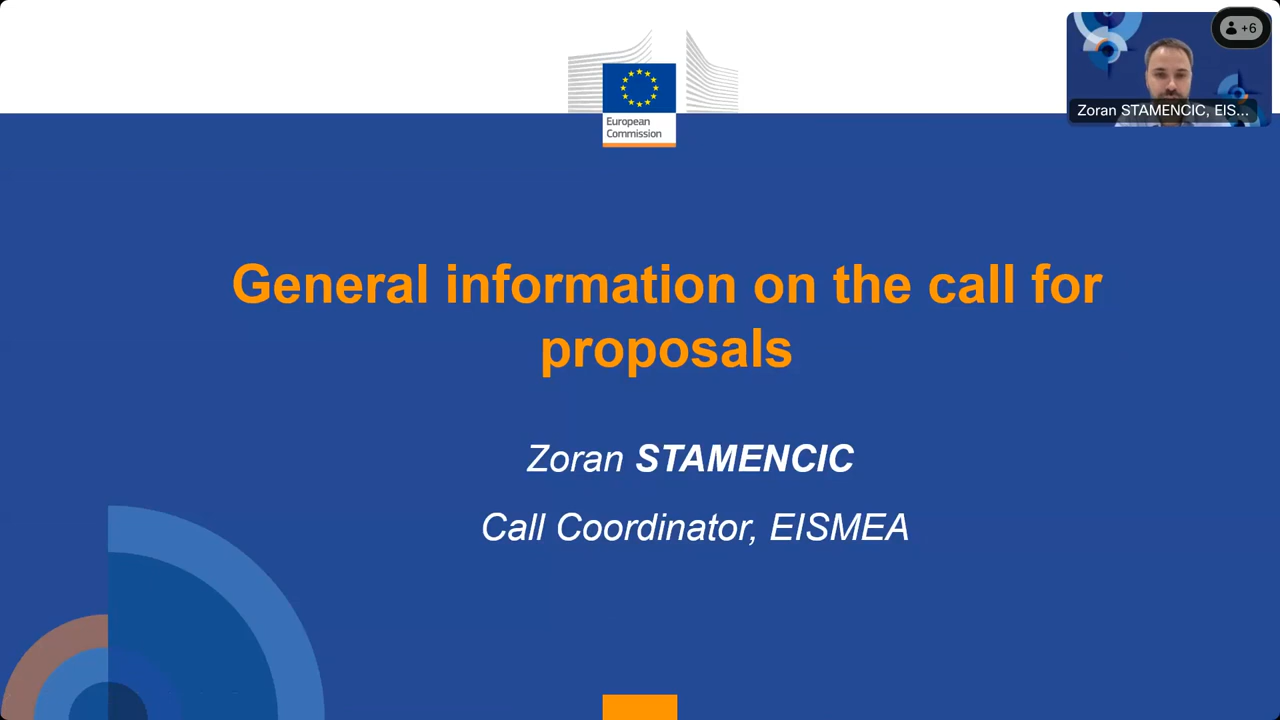 +6
Zoran STAMENCIC, EIS...
European
Commission
General information on the call for
proposals
Zoran STAMENCIC
Call Coordinator, EISMEA